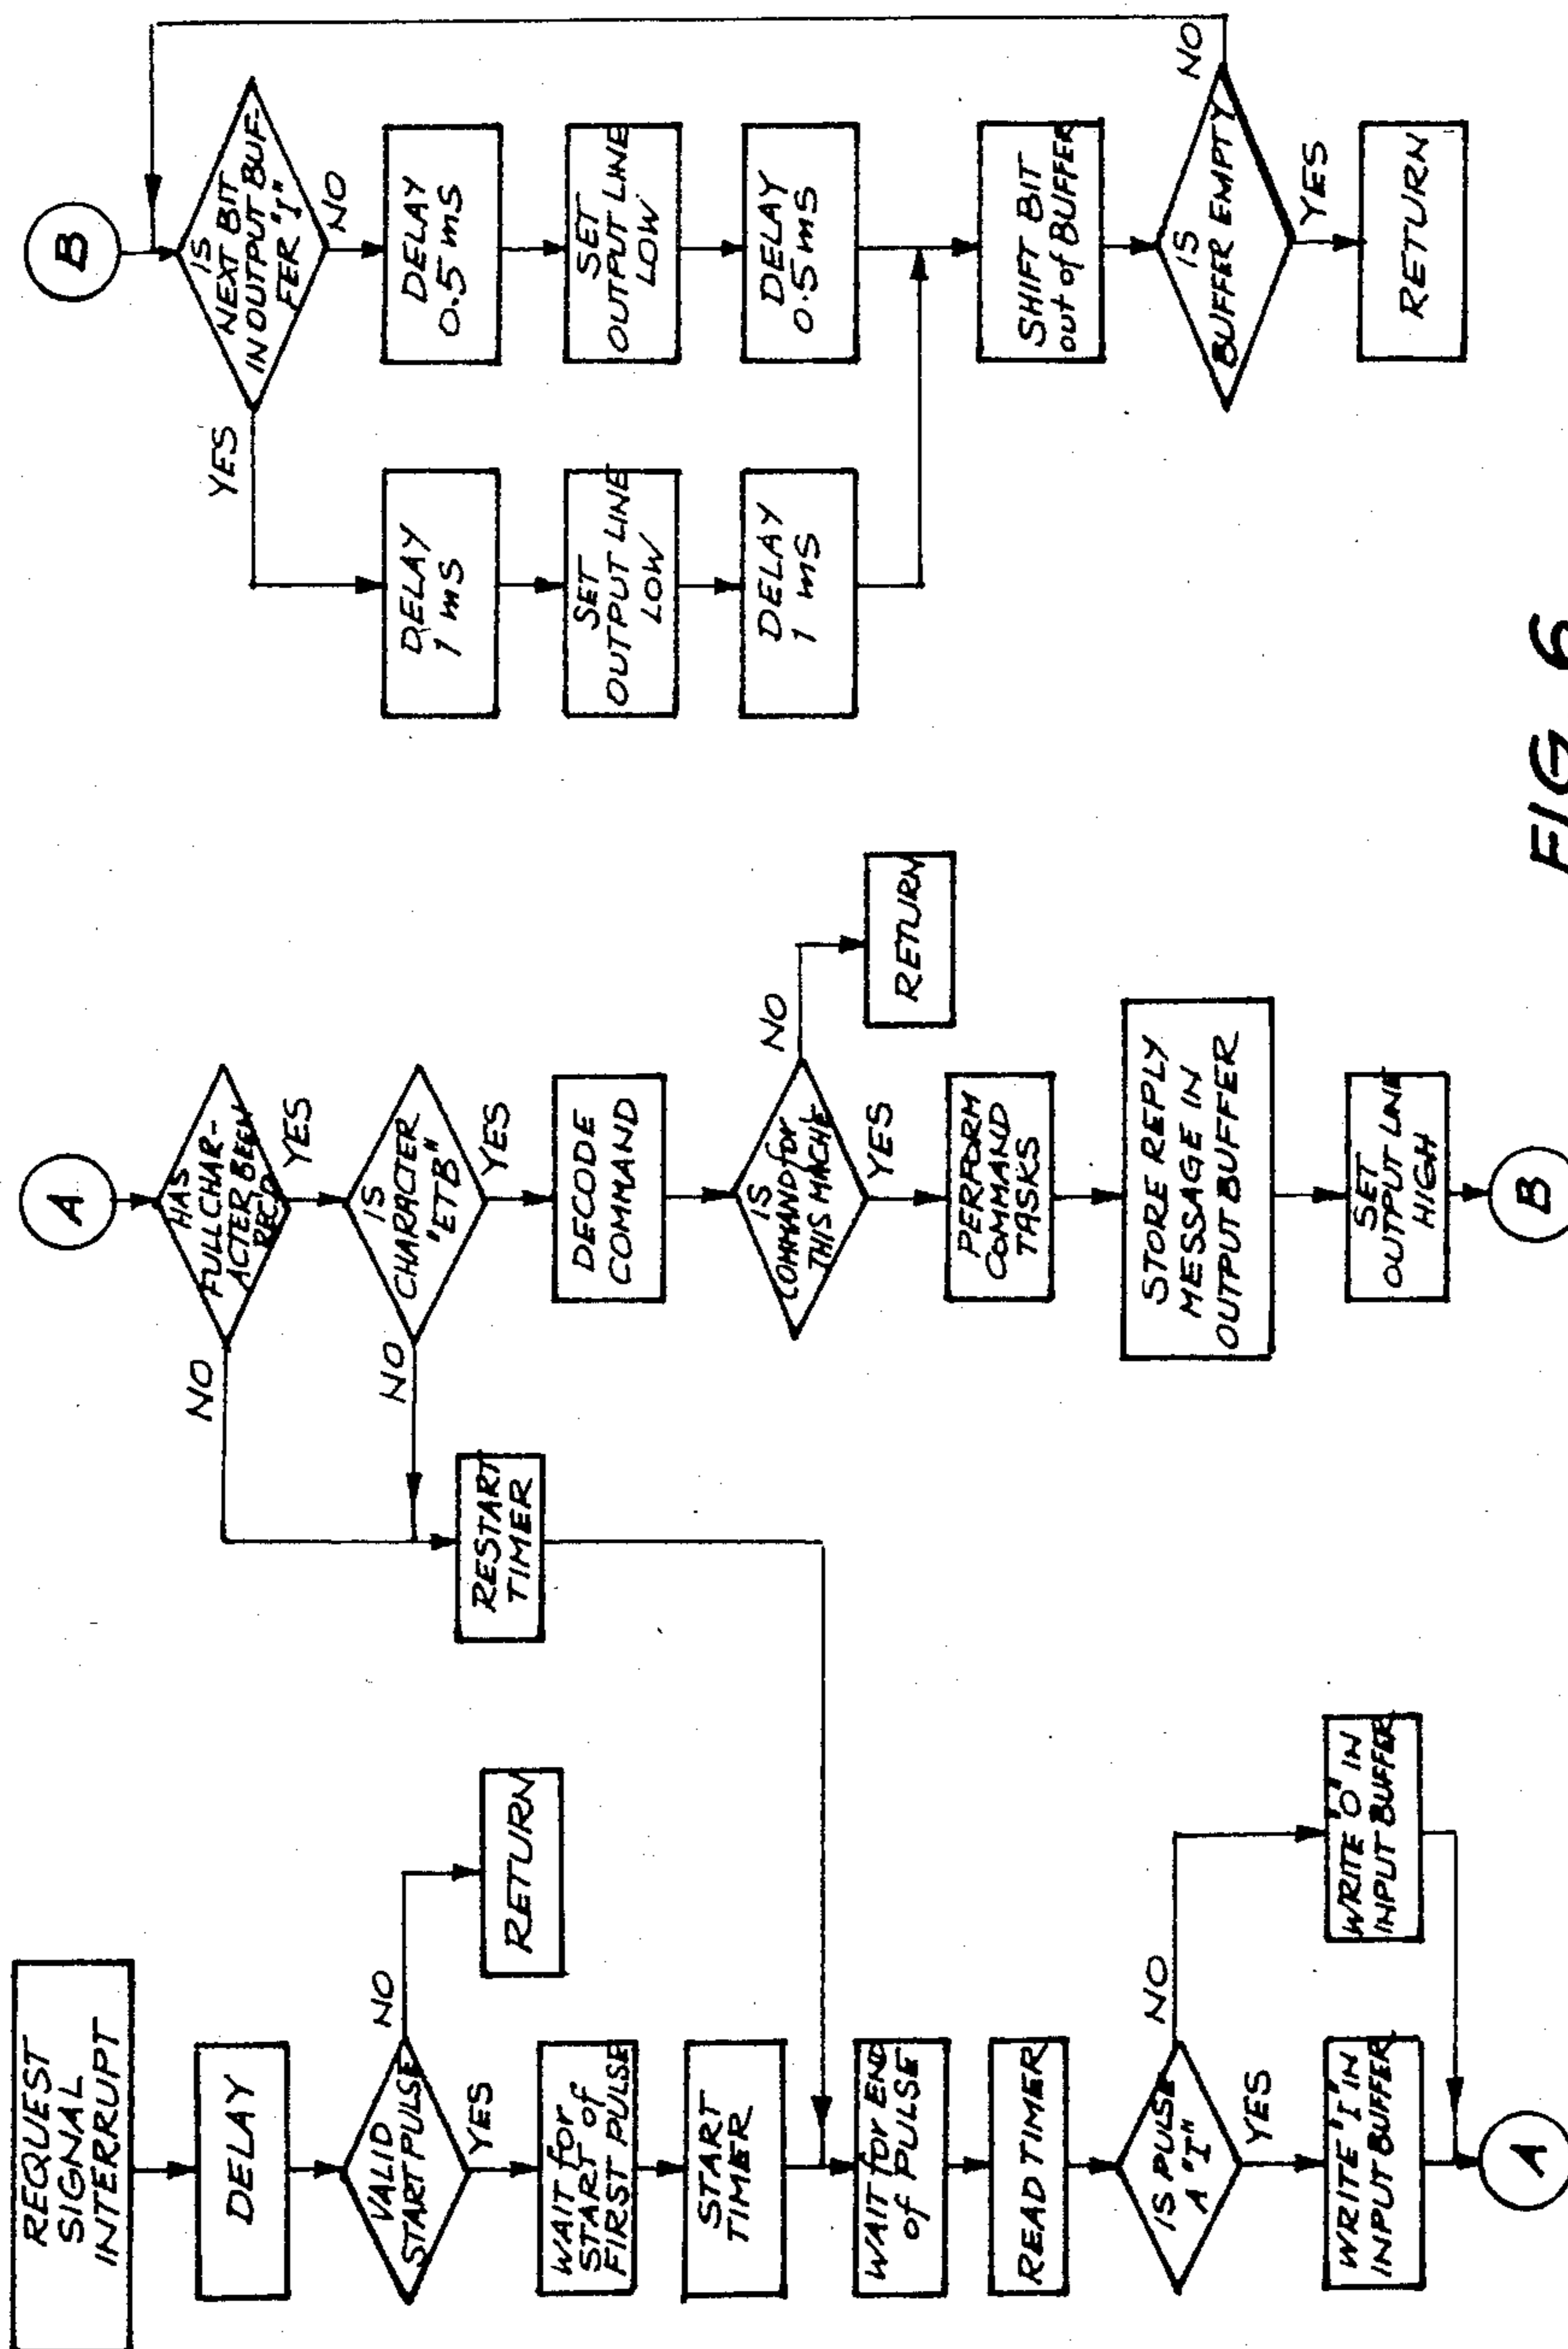 REQUEST
SIGNAL
INTERRUPT
DELAY
VALID
START PULSE
NO
RETURN
YES
WAIT for
START of
FIRST PULSE
START
TIMER
WAIT for END
of PULSE
READ TIMER
IS PULSE
A "1"
NO
YES
WRITE '1' IN
INPUT BUFFER
WRITE '0' IN
INPUT BUFFER
A
A
HAS
FULL CHAR-
ACTER BEEN
REC'D
NO
YES
IS
CHARACTER
"ETB"
NO
YES
RESTART
TIMER
DECODE
COMMAND
IS
COMMAND for
THIS MACH'E
NO
RETURN
YES
PERFORM
COMMAND
TASKS
STORE REPLY
MESSAGE IN
OUTPUT BUFFER
SET
OUTPUT LINE
HIGH
B
B
IS
NEXT BIT
IN OUTPUT BUF-
FER "1"
YES
NO
DELAY
1 mS
SET
OUTPUT LINE
LOW
DELAY
1 mS
DELAY
0.5 mS
SET
OUTPUT LINE
LOW
DELAY
0.5 mS
SHIFT BIT
out of BUFFER
IS
BUFFER EMPTY
NO
YES
RETURN
FIG 6